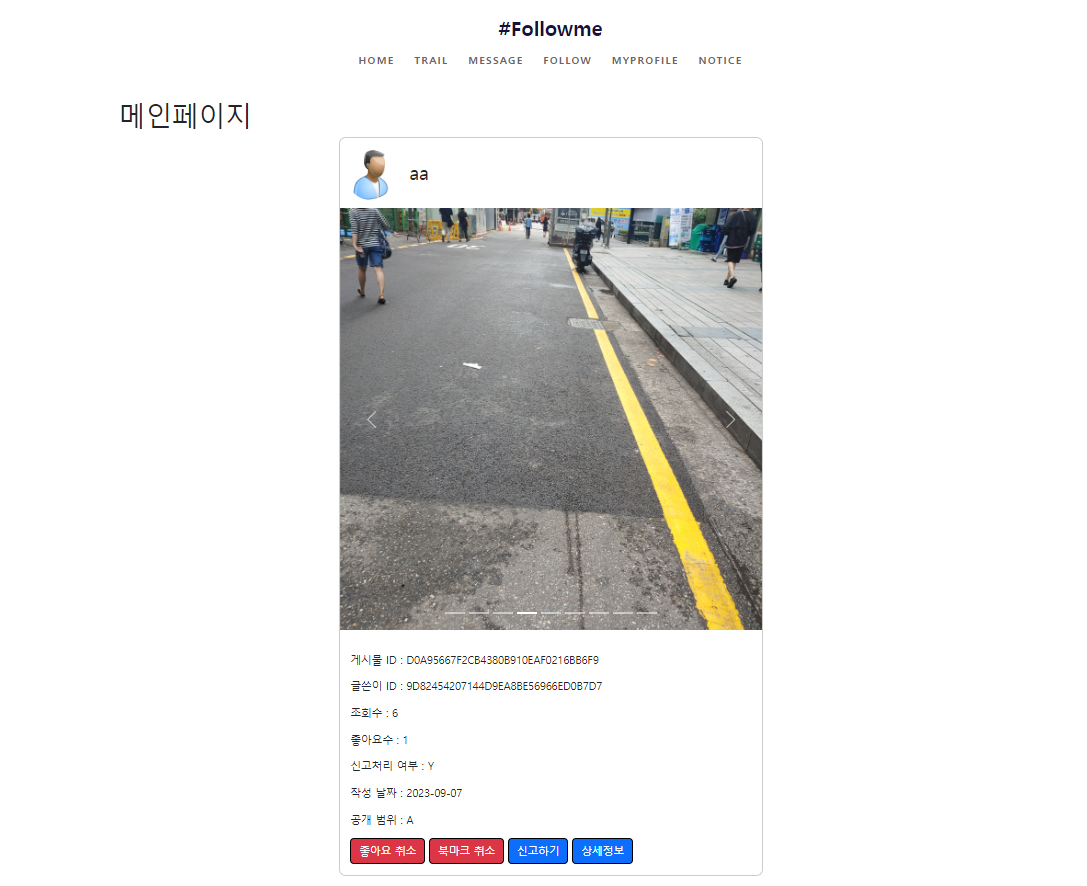 #Followme
HOME TRAIL MESSAGE FOLLOW MYPROFILE NOTICE
메인페이지
aa
게시물 ID : D0A95667F2CB4380B910EAF0216BB6F9
글쓴이 ID : 9D82454207144D9EA8BE56966ED0B7D7
조회수 : 6
좋아요수 : 1
신고처리 여부 : Y
작성 날짜 : 2023-09-07
공개 범위 : A
좋아요 취소 북마크 취소 신고하기 상세정보